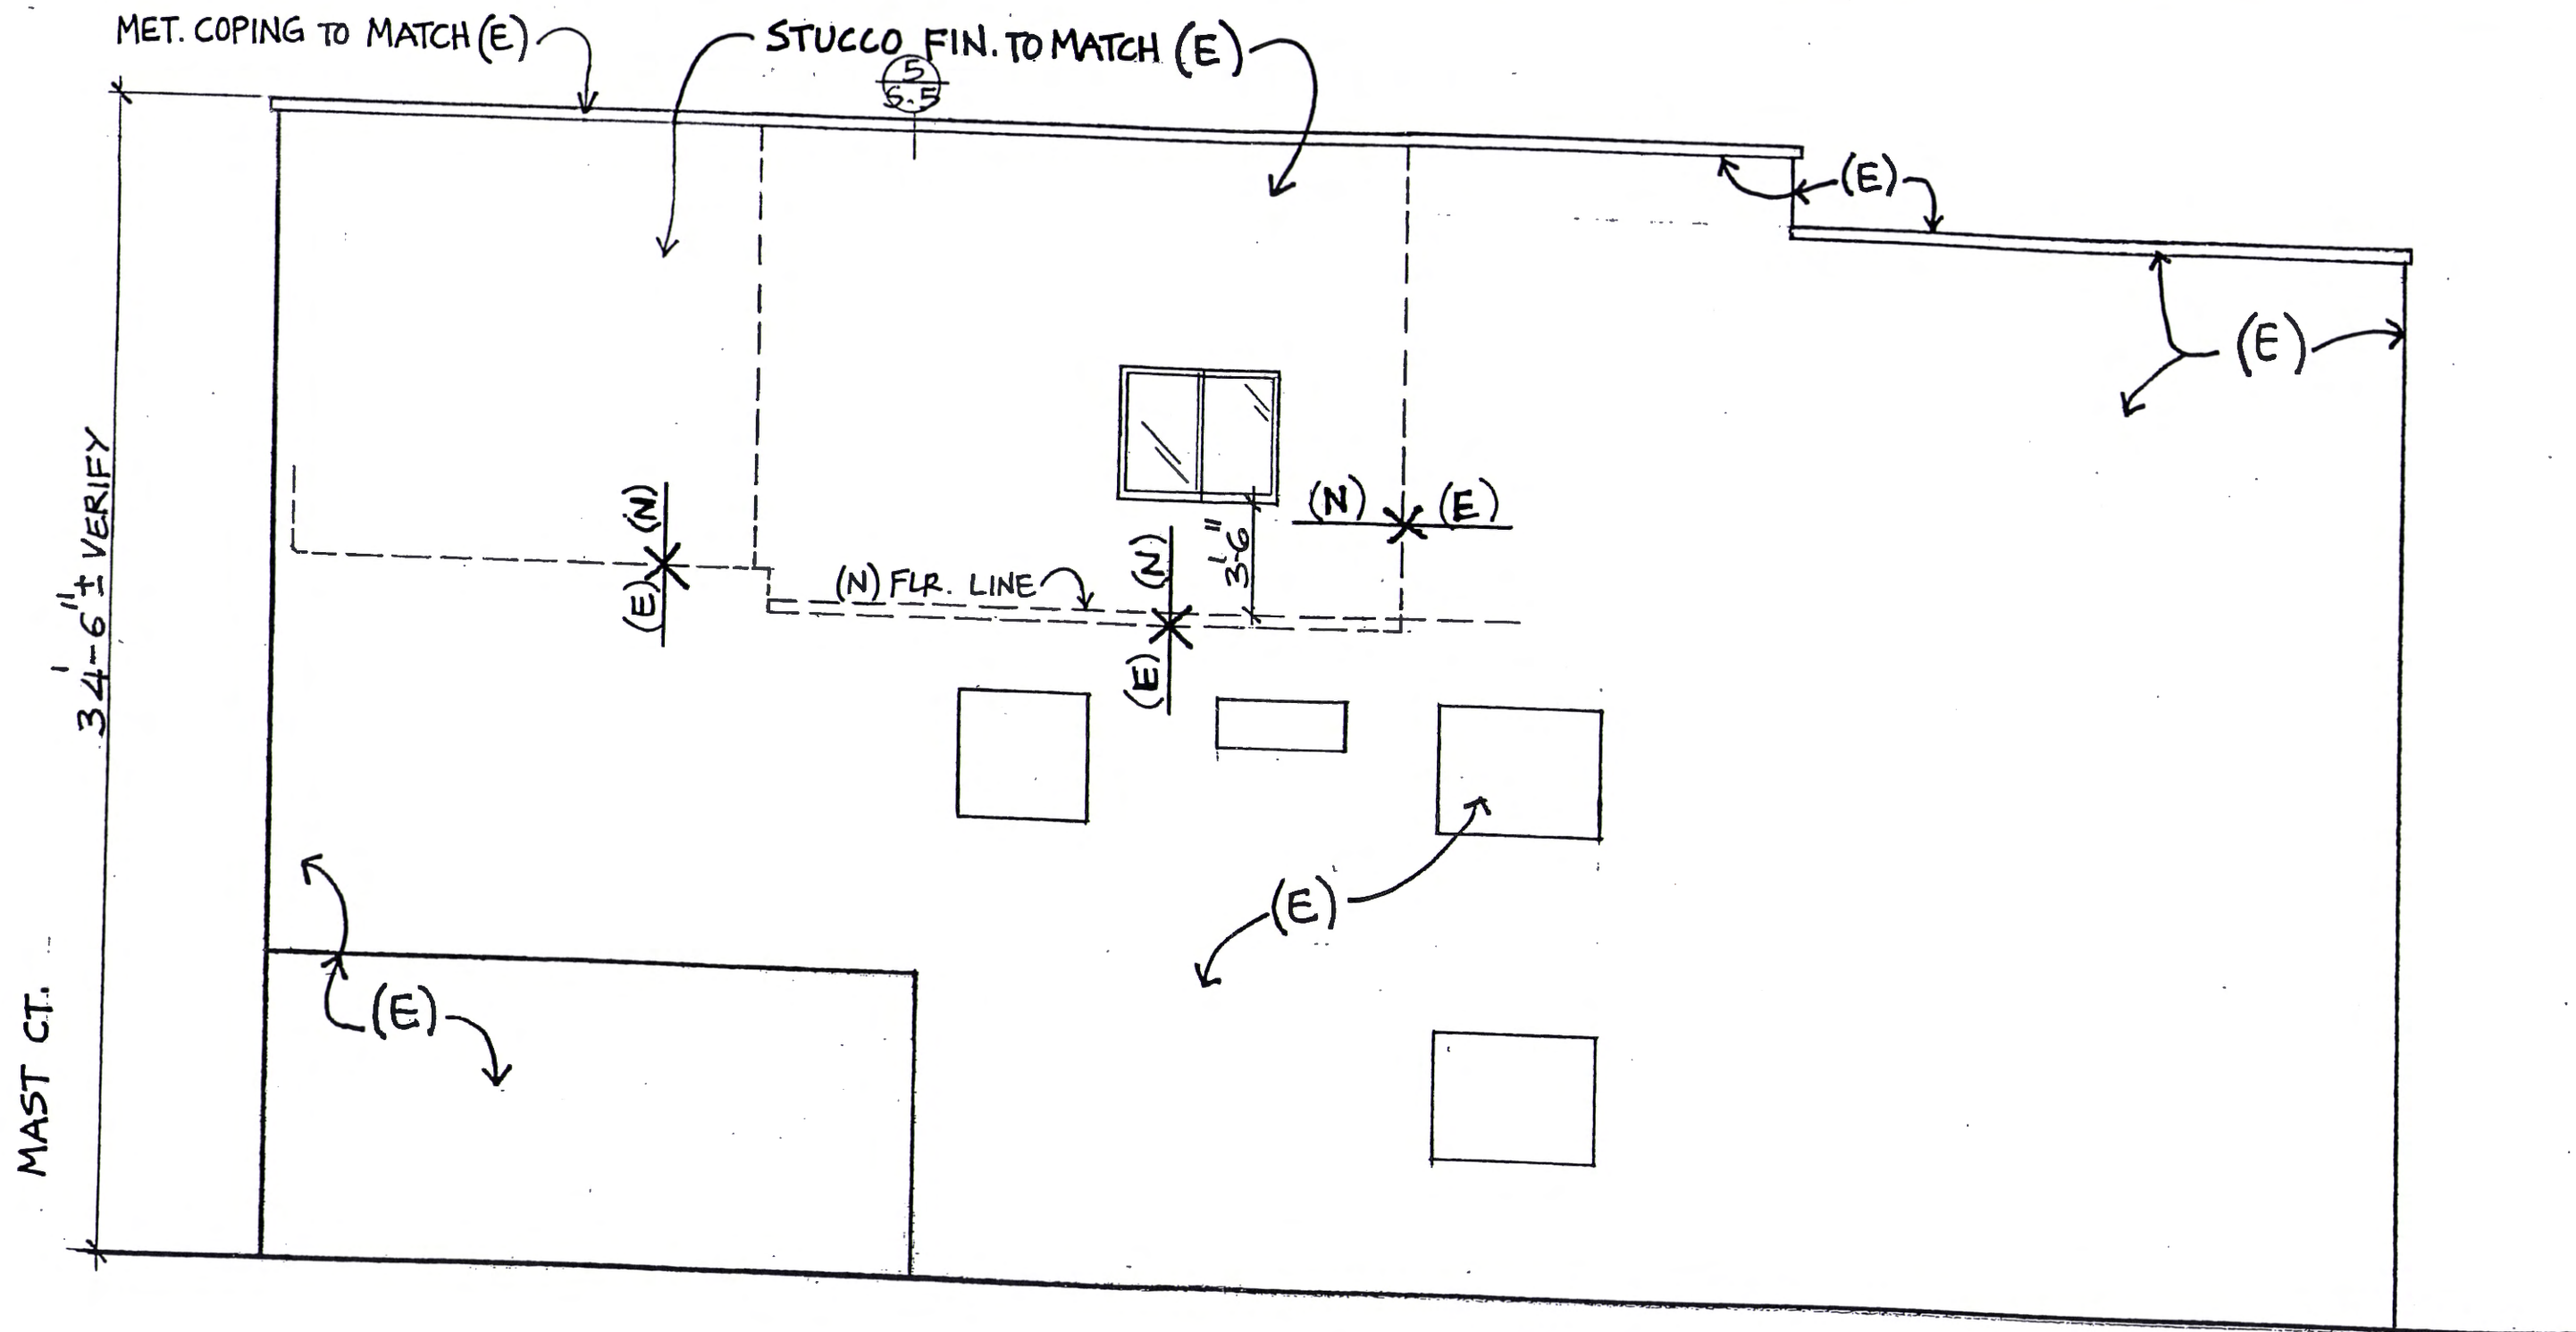 MET. COPING TO MATCH (E)
STUCCO FIN. TO MATCH (E)
5
S.5
(E)
(E)
34'-6"± VERIFY
(N)
(E)
(N) FLR. LINE
(N)
(E)
3'-6"
(N) (E)
(E)
(E)
MAST CT.